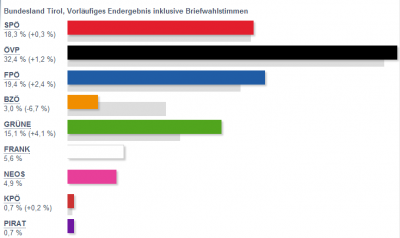 Bundesland Tirol, Vorläufiges Endergebnis inklusive Briefwahlstimmen
SPÖ
18,3 % (+0,3 %)
ÖVP
32,4 % (+1,2 %)
FPÖ
19,4 % (+2,4 %)
BZÖ
3,0 % (-6,7 %)
GRÜNE
15,1 % (+4,1 %)
FRANK
5,6 %
NEOS
4,9 %
KPÖ
0,7 % (+0,2 %)
PIRAT
0,7 %